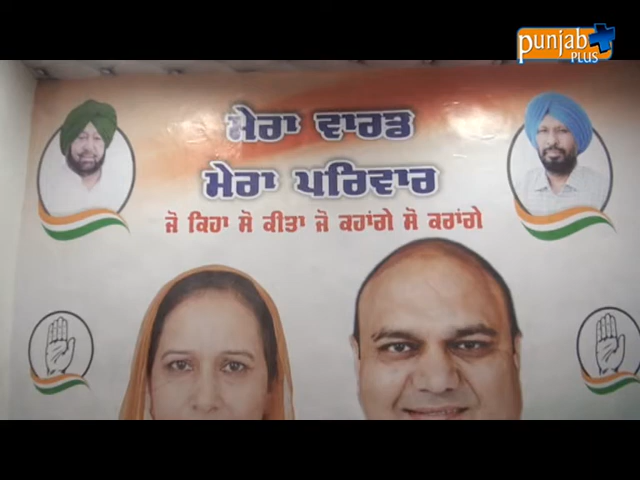 punjab
PLUS
ਮੇਰਾ ਵਾਰਡ
ਮੇਰਾ ਪਰਿਵਾਰ
ਜੋ ਕਿਹਾ ਸੋ ਕੀਤਾ ਜੋ ਕਹਾਂਗੇ ਸੋ ਕਰਾਂਗੇ